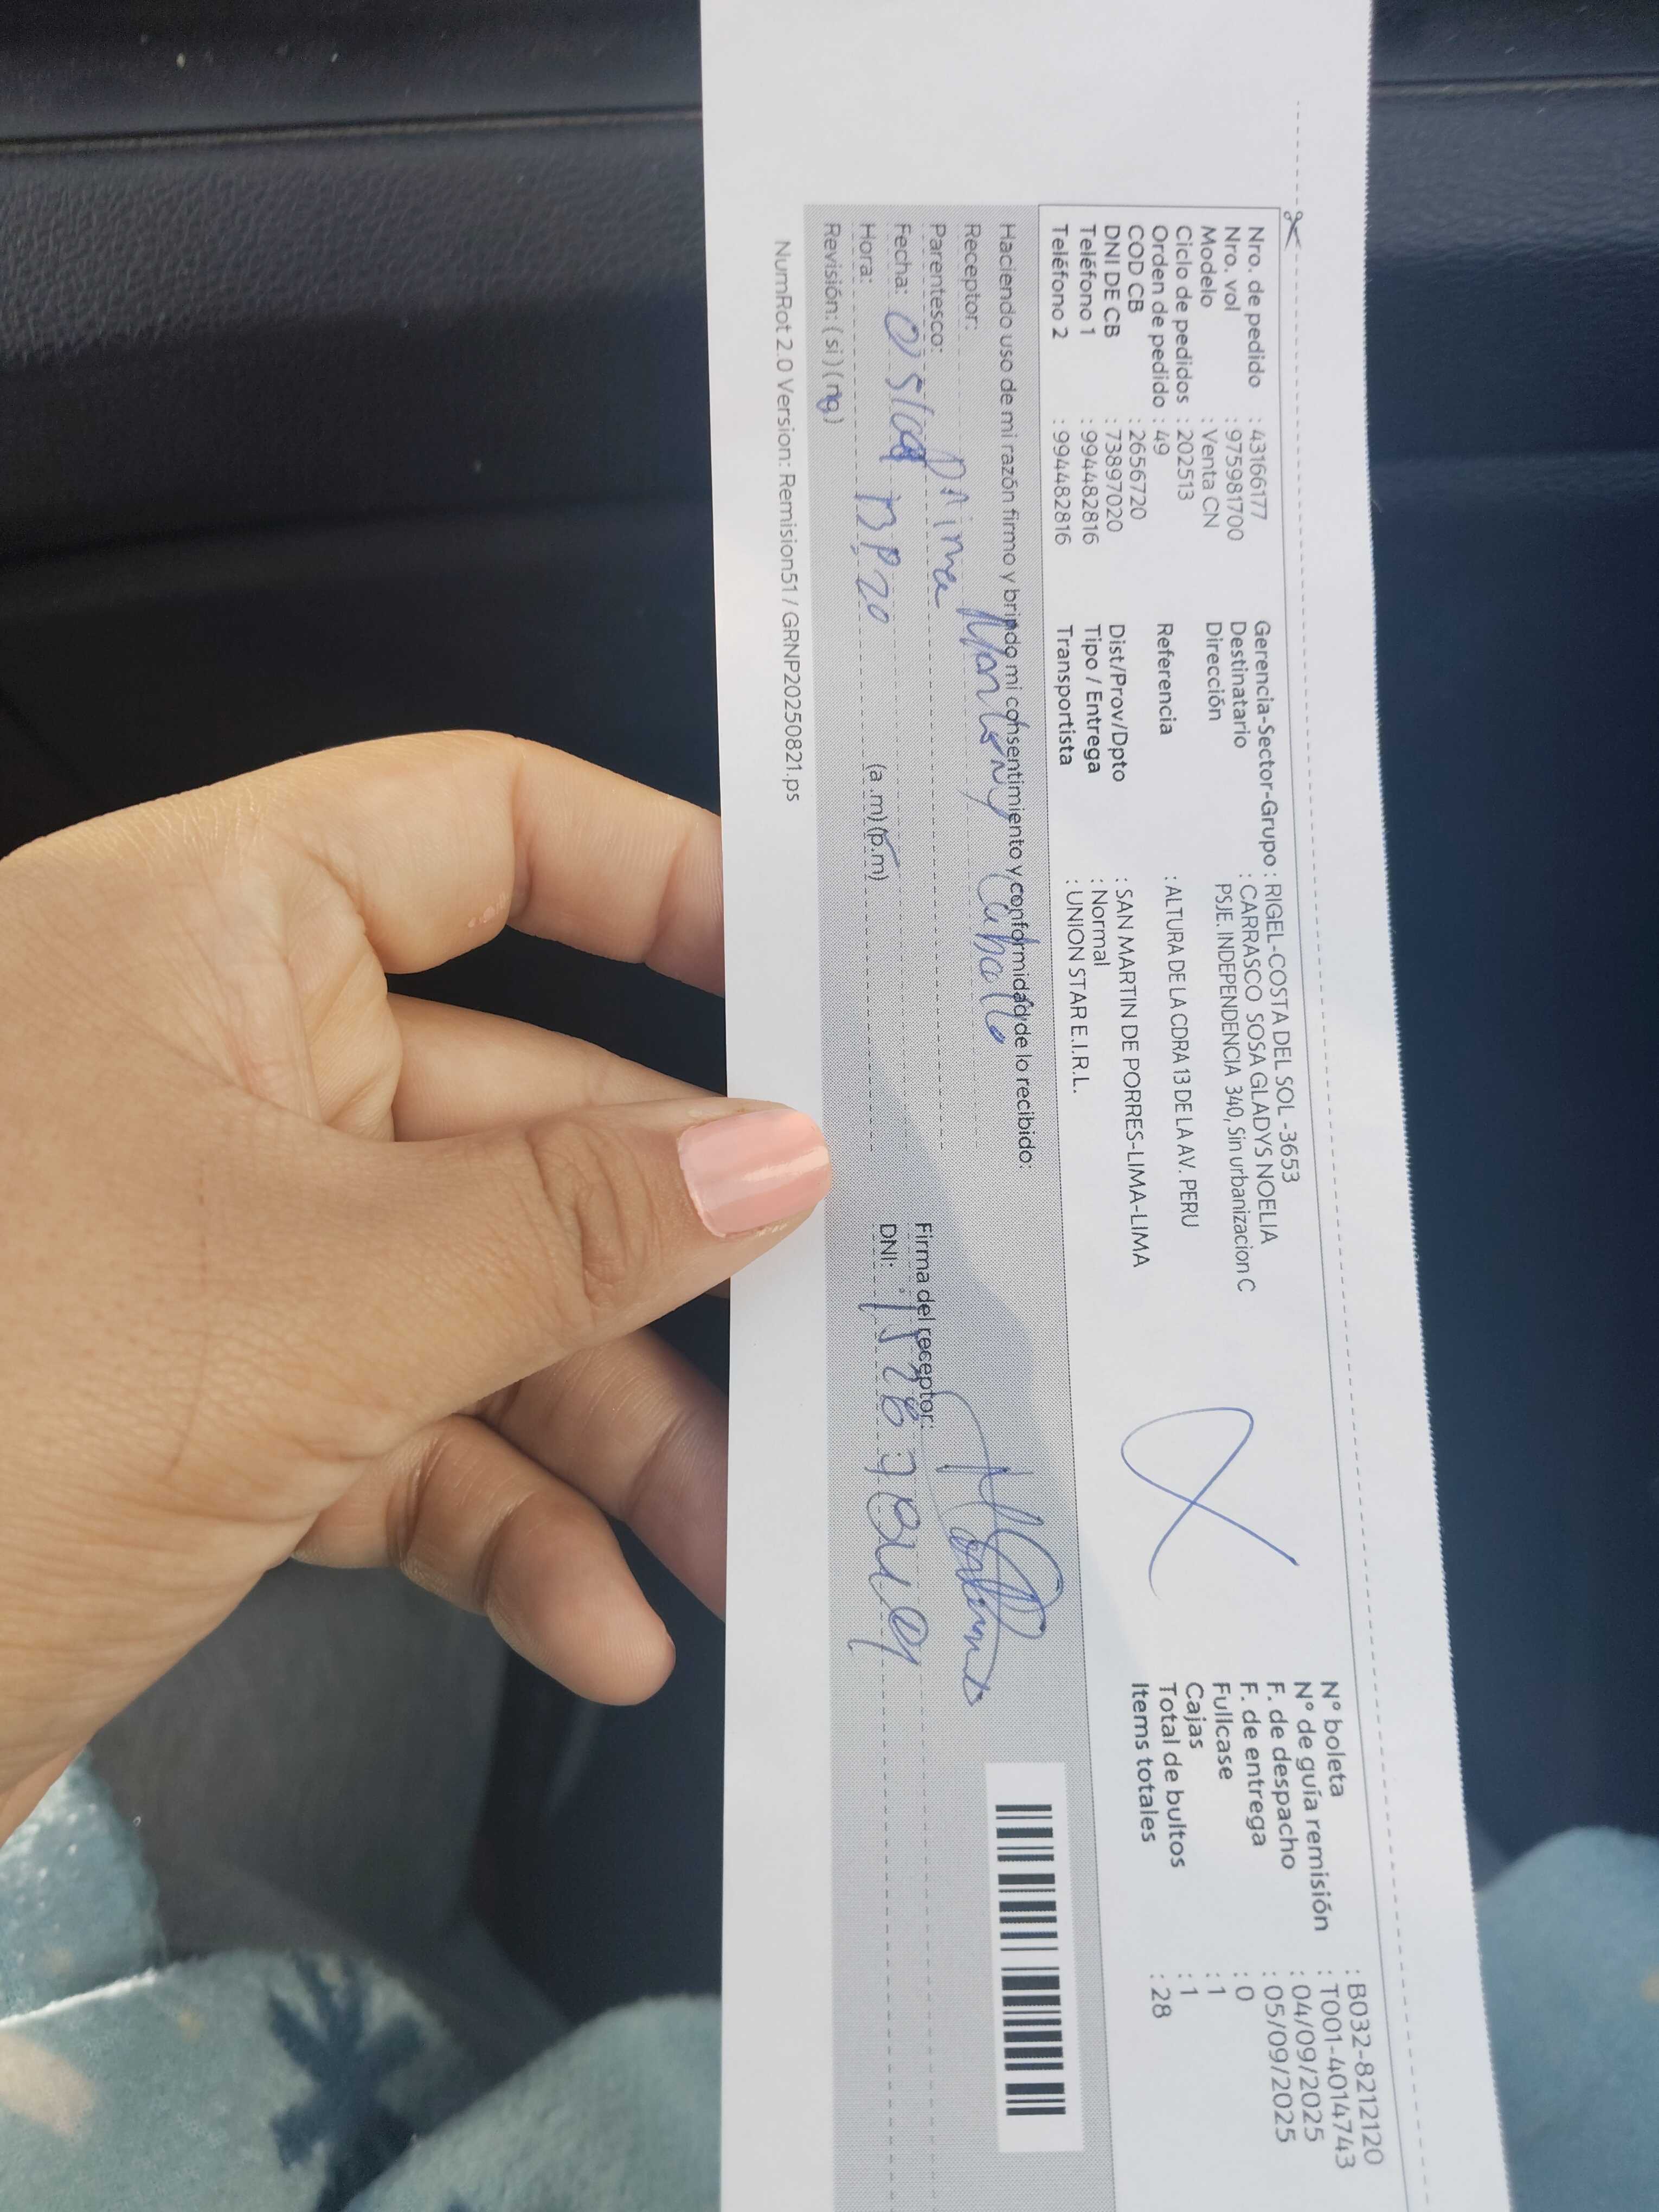 Nro. de pedido : 43166177
Nro. vol : 975981700
Modelo : Venta CN
Ciclo de pedidos : 202513
Orden de pedido : 49
COD CB : 2656720
DNI DE CB : 73897020
Teléfono 1 : 994482816
Teléfono 2 : 994482816
Gerencia-Sector-Grupo : RIGEL-COSTA DEL SOL -3653
Destinatario : CARRASCO SOSA GLADYS NOELIA
Dirección PSJE. INDEPENDENCIA 340, Sin urbanizacion C
Referencia : ALTURA DE LA CDRA 13 DE LA AV. PERU
Dist/Prov/Dpto : SAN MARTIN DE PORRES-LIMA-LIMA
Tipo / Entrega : Normal
Transportista : UNION STAR E.I.R.L.
N° boleta : B032-8212120
N° de guía remisión : T001-4014743
F. de despacho : 04/09/2025
F. de entrega : 05/09/2025
Fullcase : 0
Cajas : 1
Total de bultos : 1
Items totales : 28
Haciendo uso de mi razón firmo y brindo mi consentimiento y conformidad de lo recibido:
Receptor:
Parentesco: Prima
Fecha:
Hora: (a .m) (p.m)
Revisión: ( si ) ( no )
Firma del receptor:
DNI:
NumRot 2.0 Version: Remision51 / GRNP20250821.ps